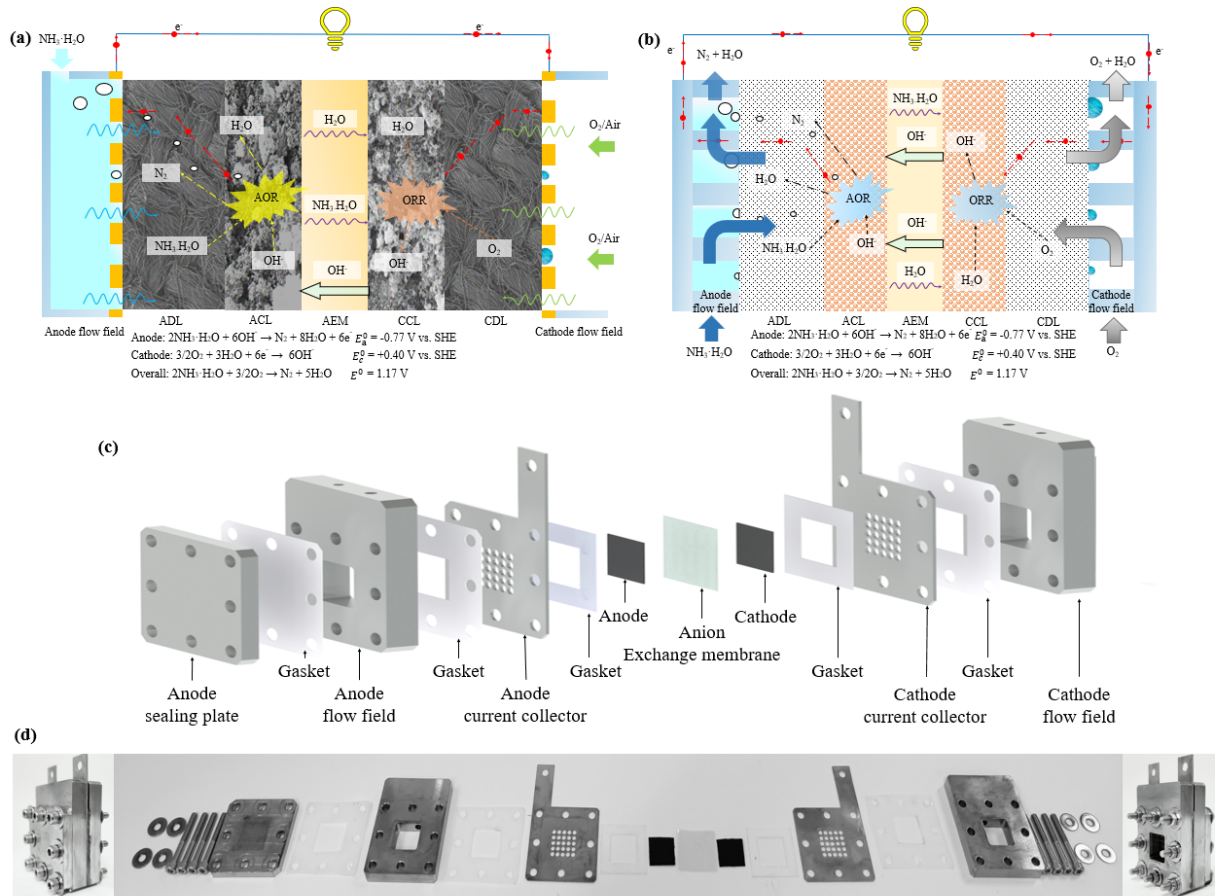 (a)
e-
e-
NH3·H2O
H2O
H2O
H2O
O2/Air
N2
AOR
ORR
NH3 H2O
NH3 H2O
O2/Air
OH-
OH-
OH-
O2
Anode flow field
ADL
ACL
AEM
CCL
CDL
Cathode flow field
Anode: 2NH3·H2O + 6OH- → N2 + 8H2O + 6e- E0a = -0.77 V vs. SHE
Cathode: 3/2O2 + 3H2O + 6e- → 6OH- E0c = +0.40 V vs. SHE
Overall: 2NH3·H2O + 3/2O2 → N2 + 5H2O E0 = 1.17 V
(b)
e-
e-
N2 + H2O
O2 + H2O
NH3 H2O
N2
OH-
OH-
H2O
AOR
ORR
OH-
OH-
NH3 H2O
O2
H2O
H2O
Anode
flow field
Cathode
flow field
ADL
ACL
AEM
CCL
CDL
NH3·H2O
O2
Anode: 2NH3·H2O + 6OH- → N2 + 8H2O + 6e- E0a = -0.77 V vs. SHE
Cathode: 3/2O2 + 3H2O + 6e- → 6OH- E0c = +0.40 V vs. SHE
Overall: 2NH3·H2O + 3/2O2 → N2 + 5H2O E0 = 1.17 V
(c)
Anode
sealing plate
Gasket
Anode
flow field
Gasket
Anode
current collector
Gasket
Anode
Anion
Exchange membrane
Cathode
Gasket
Cathode
current collector
Gasket
Cathode
flow field
(d)